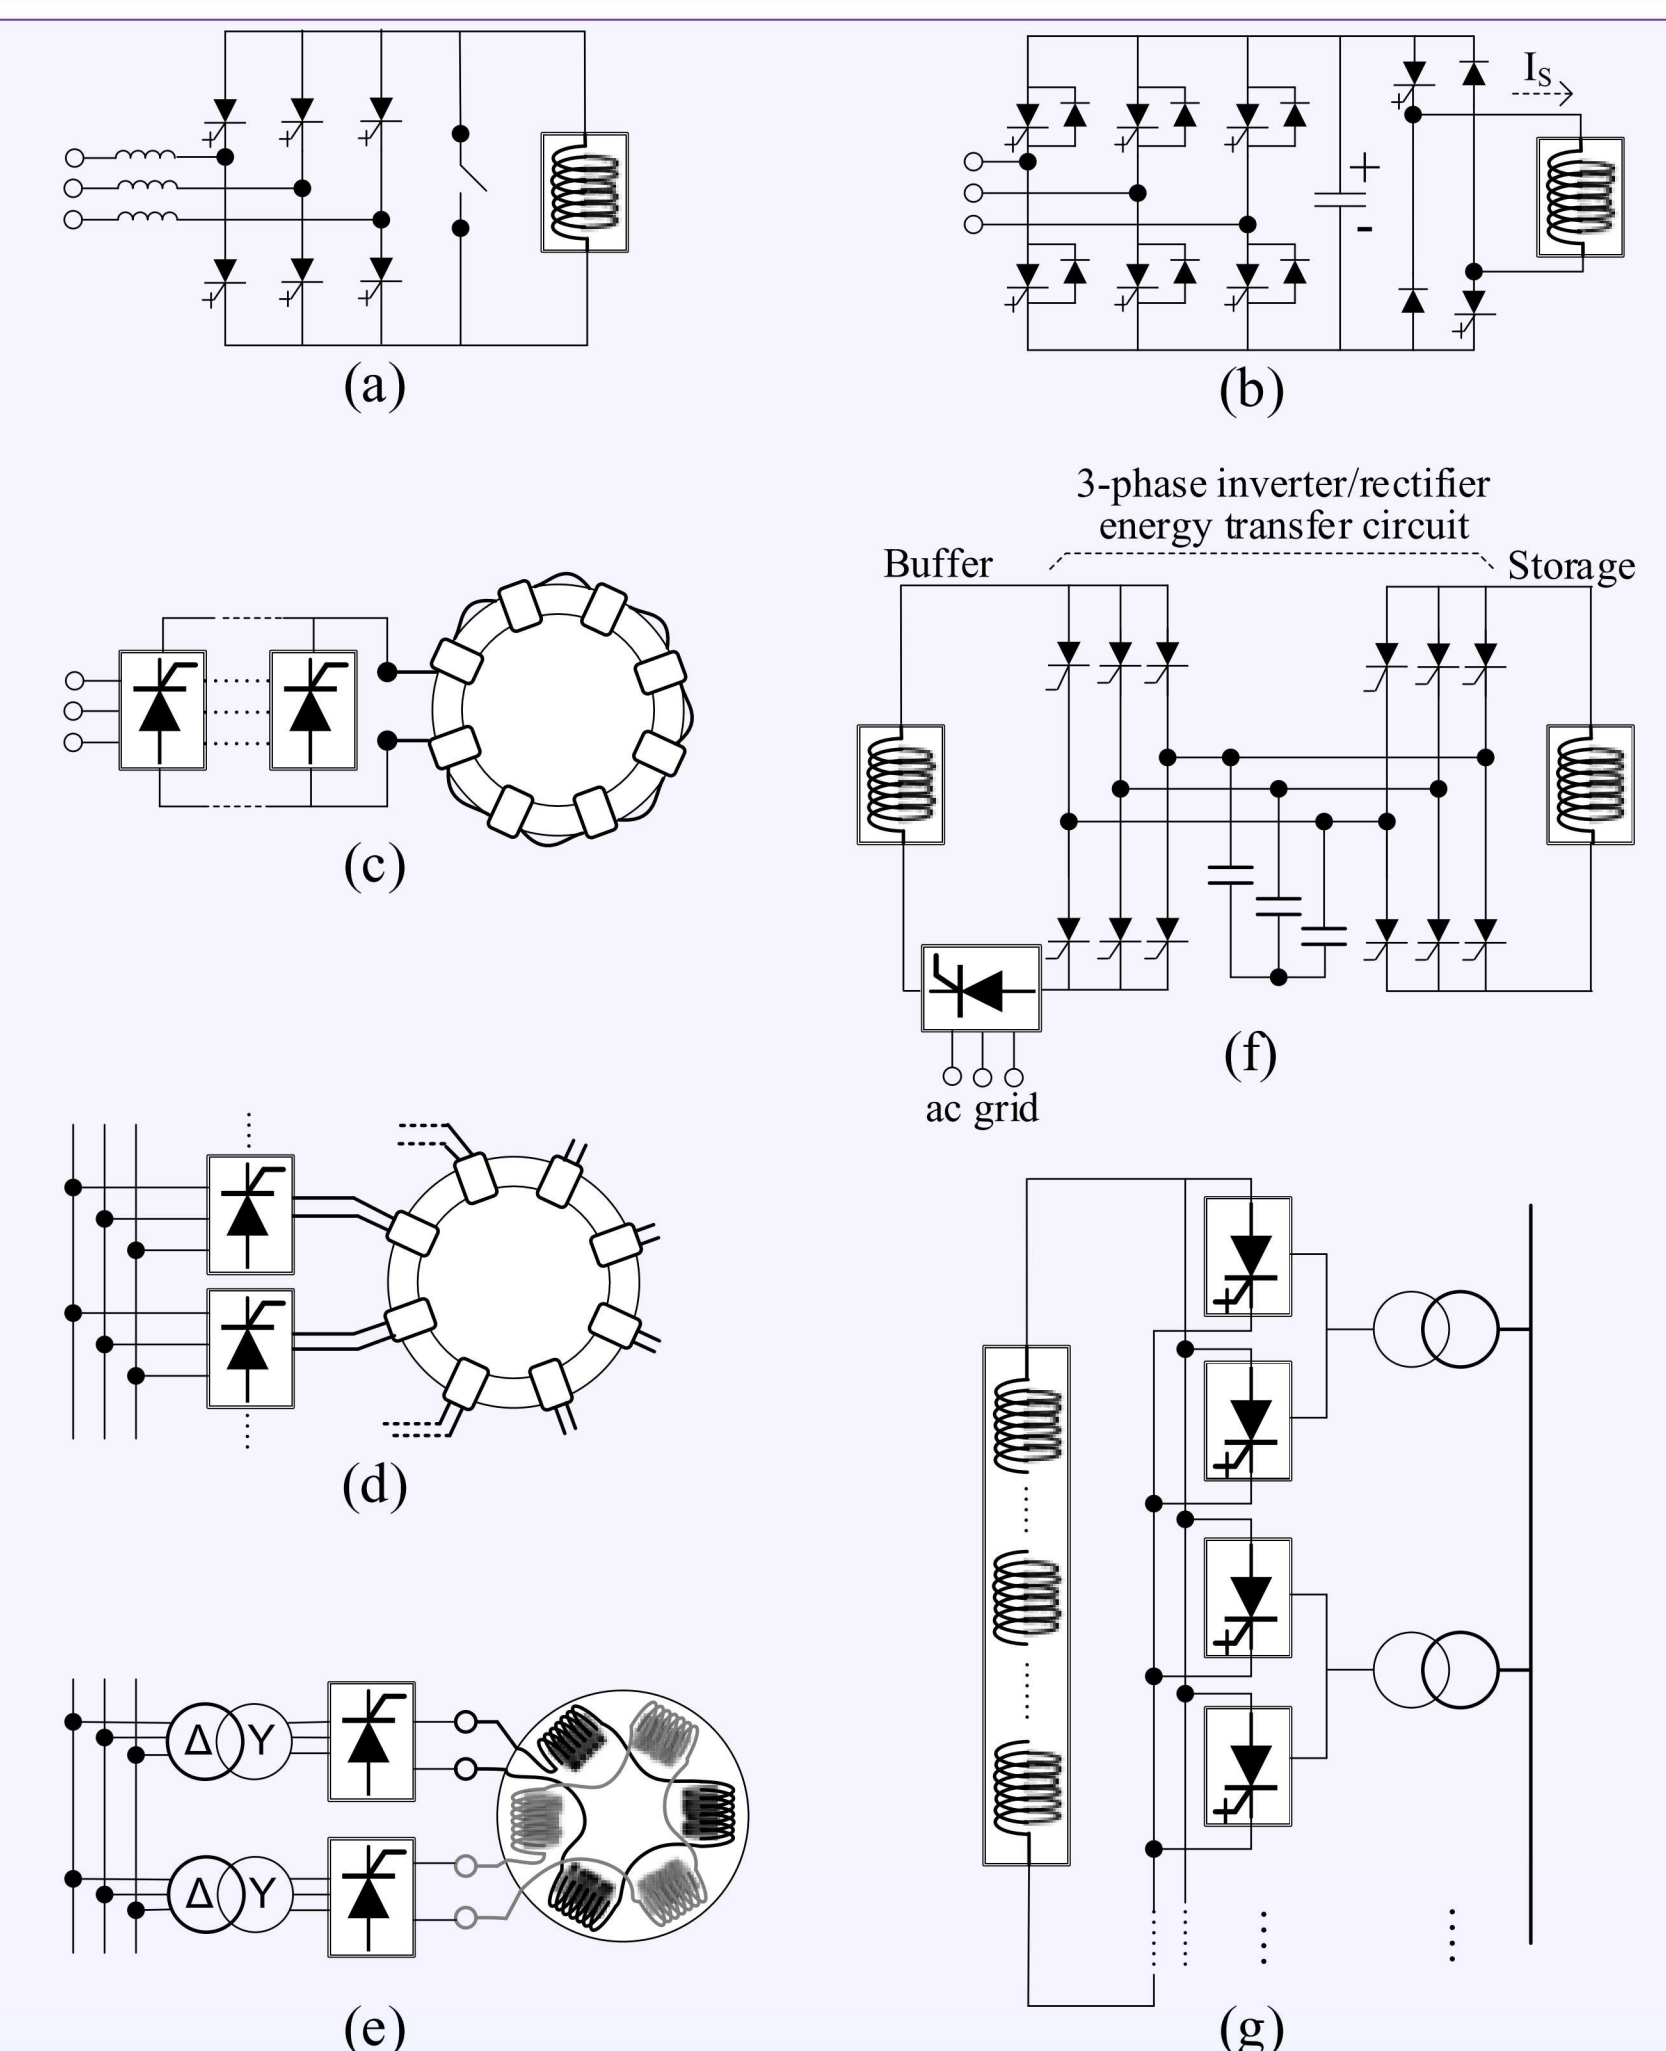 +
-
I_S
(a)
(b)
3-phase inverter/rectifier
energy transfer circuit
Buffer
Storage
(c)
ac grid
(f)
(d)
Δ Y
Δ Y
(e)
(g)